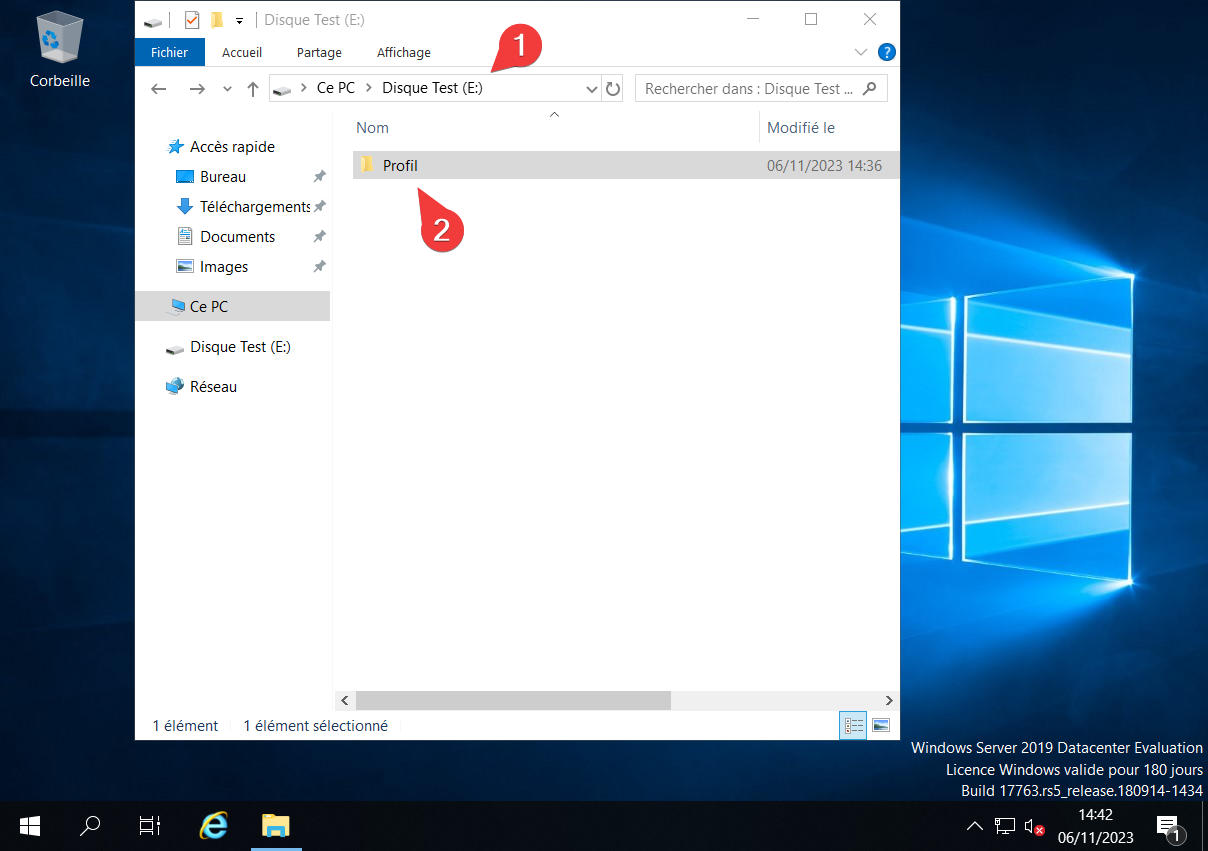 Corbeille
Disque Test (E:)
Fichier Accueil Partage Affichage
?
1
Ce PC Disque Test (E:)
Rechercher dans : Disque Test ...
Nom Modifié le
Profil 06/11/2023 14:36
2
Accès rapide
Bureau
Téléchargements
Documents
Images
Ce PC
Disque Test (E:)
Réseau
1 élément 1 élément sélectionné
Windows Server 2019 Datacenter Evaluation
Licence Windows valide pour 180 jours
Build 17763.rs5_release.180914-1434
14:42
06/11/2023
1